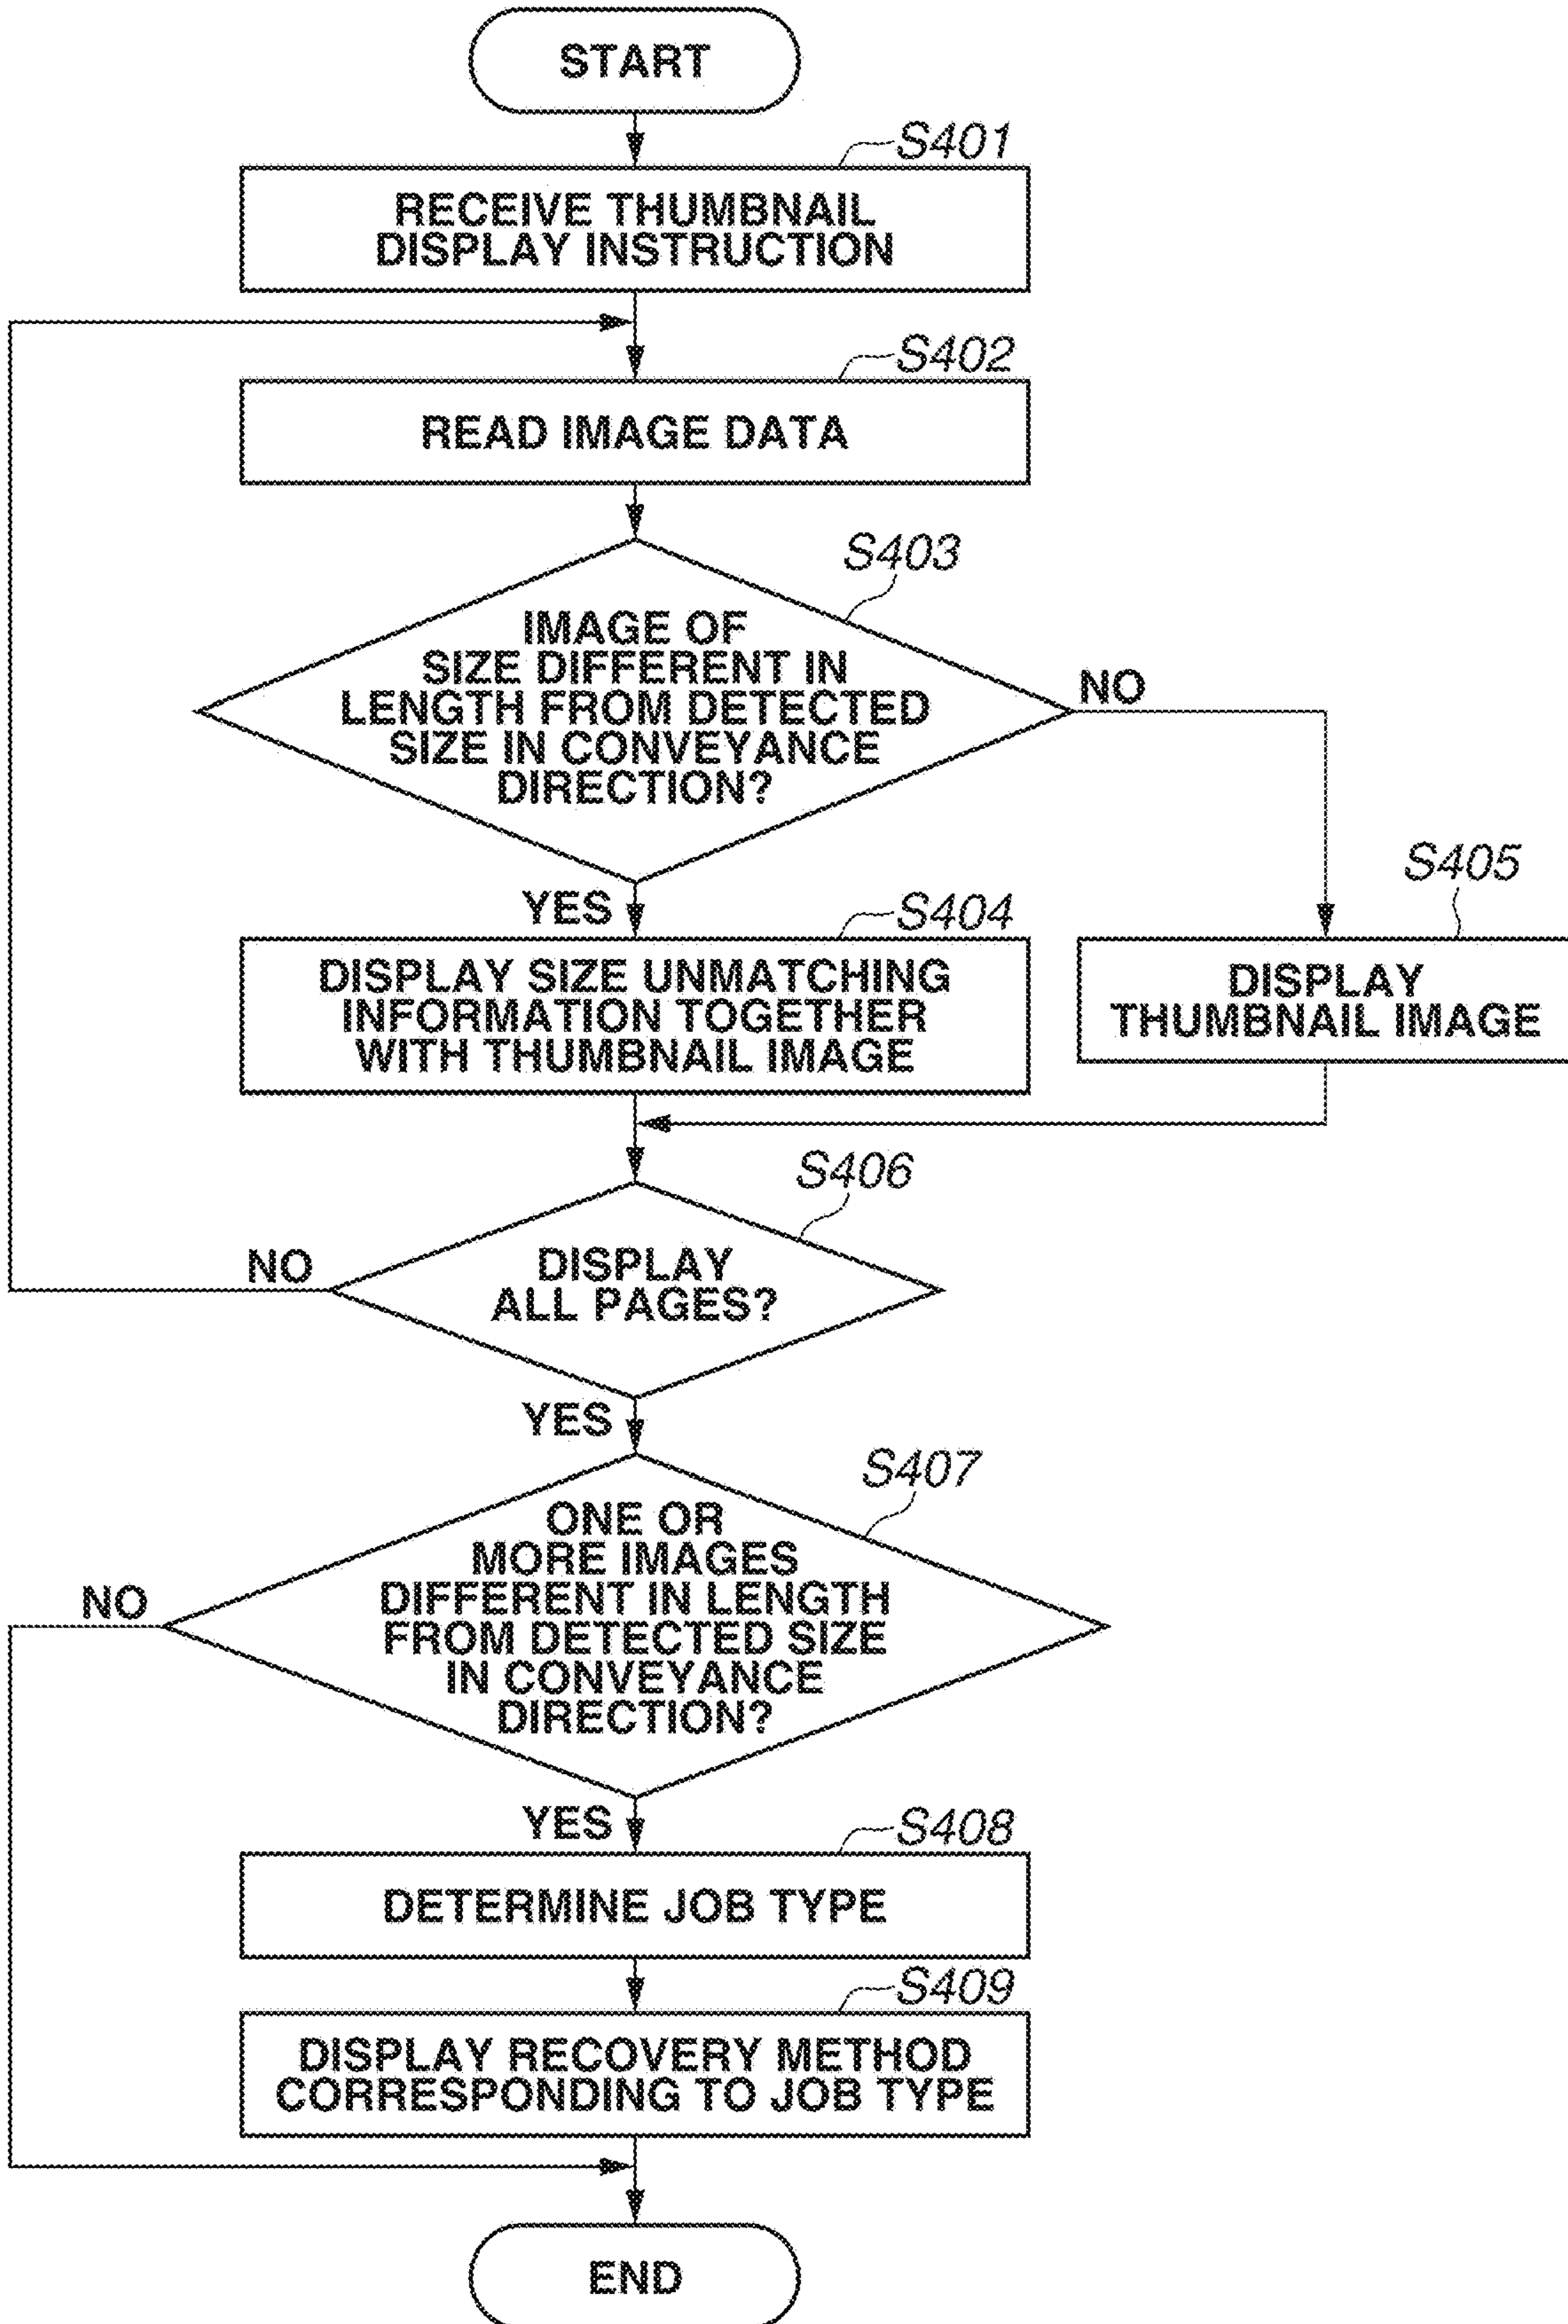 START
S401
RECEIVE THUMBNAIL
DISPLAY INSTRUCTION
S402
READ IMAGE DATA
S403
IMAGE OF
SIZE DIFFERENT IN
LENGTH FROM DETECTED
SIZE IN CONVEYANCE
DIRECTION?
NO
YES
S404
DISPLAY SIZE UNMATCHING
INFORMATION TOGETHER
WITH THUMBNAIL IMAGE
S405
DISPLAY
THUMBNAIL IMAGE
S406
DISPLAY
ALL PAGES?
NO
YES
S407
ONE OR
MORE IMAGES
DIFFERENT IN LENGTH
FROM DETECTED SIZE
IN CONVEYANCE
DIRECTION?
NO
YES
S408
DETERMINE JOB TYPE
S409
DISPLAY RECOVERY METHOD
CORRESPONDING TO JOB TYPE
END